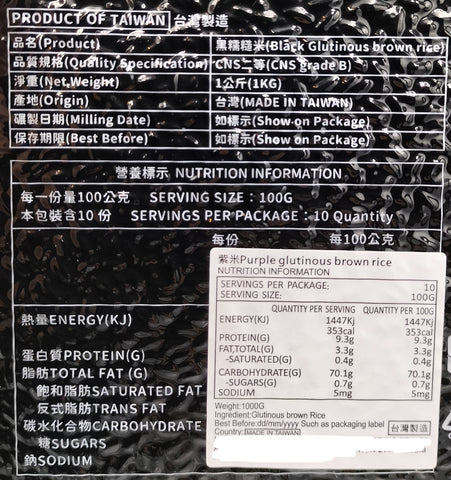 PRODUCT OF TAIWAN 台灣製造
品名(Product) 黑糯糙米(Black Glutinous brown rice)
品質規格(Quality Specification) CNS二等(CNS grade B)
淨重(Net Weight) 1公斤(1KG)
產地(Origin) 台灣(MADE IN TAIWAN)
碾製日期(Milling Date) 如標示(Show on Package)
保存期限(Best Before) 如標示(Show on Package)
營養標示 NUTRITION INFORMATION
每一份量100公克 SERVING SIZE：100G
本包裝含10份 SERVINGS PER PACKAGE：10 Quantity
每份 每100公克
熱量ENERGY(KJ)
蛋白質PROTEIN(G)
脂肪TOTAL FAT (G)
飽和脂肪SATURATED FAT
反式脂肪TRANS FAT
碳水化合物CARBOHYDRATE
糖SUGARS
鈉SODIUM
紫米Purple glutinous brown rice
NUTRITION INFORMATION
SERVINGS PER PACKAGE: 10
SERVING SIZE: 100G
QUANTITY PER SERVING QUANTITY PER 100G
ENERGY(KJ) 1447Kj 1447Kj
353cal 353cal
PROTEIN(G) 9.3g 9.3g
FAT,TOTAL(G) 3.3g 3.3g
-SATURATED(G) 0.4g 0.4g
CARBOHYDRATE(G) 70.1g 70.1g
-SUGARS(G) 0.7g 0.7g
SODIUM 5mg 5mg
Weight:1000G
Ingredient:Glutinous brown Rice
Best Before:dd/mm/yyyy Such as packaging label
Country:MADE IN TAIWAN 台灣製造